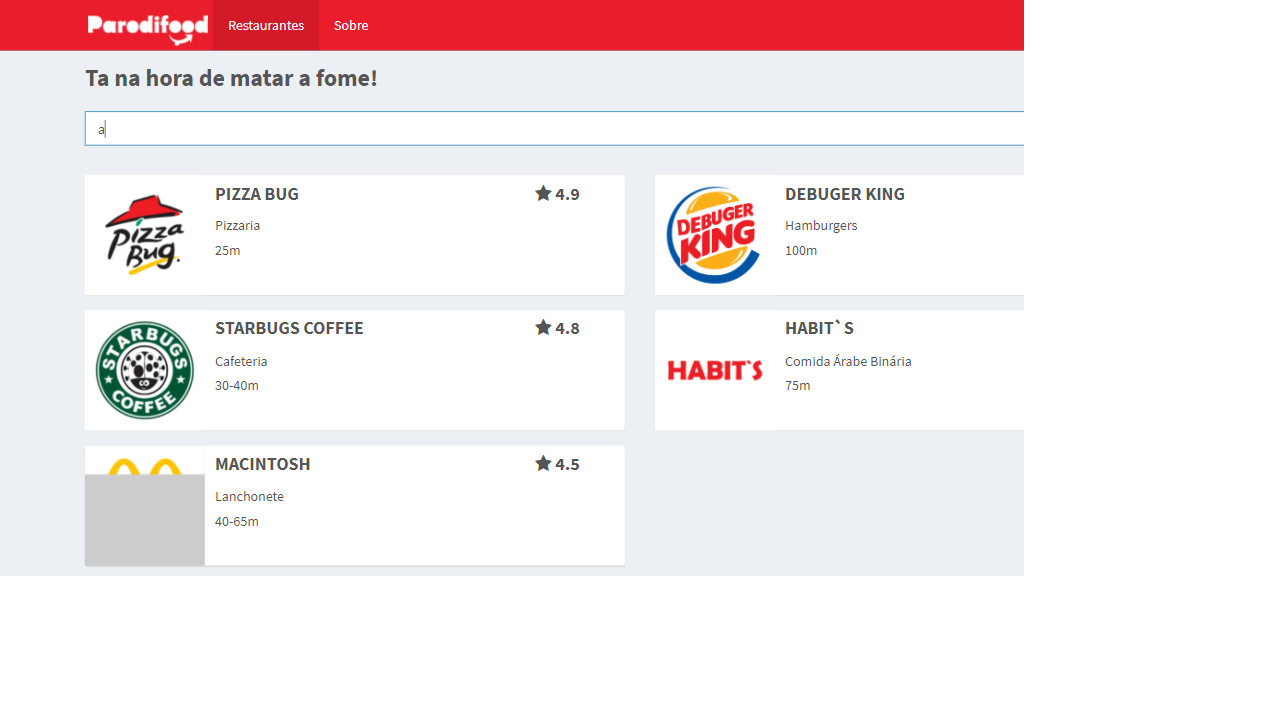 Parodifood Restaurantes Sobre
Ta na hora de matar a fome!
a
Pizza Bug.
PIZZA BUG 4.9
Pizzaria
25m
DEBUGER KING
DEBUGER KING
Hamburgers
100m
STARBUGS COFFEE
STARBUGS COFFEE 4.8
Cafeteria
30-40m
HABIT`S
HABIT`S
Comida Árabe Binária
75m
MACINTOSH 4.5
Lanchonete
40-65m